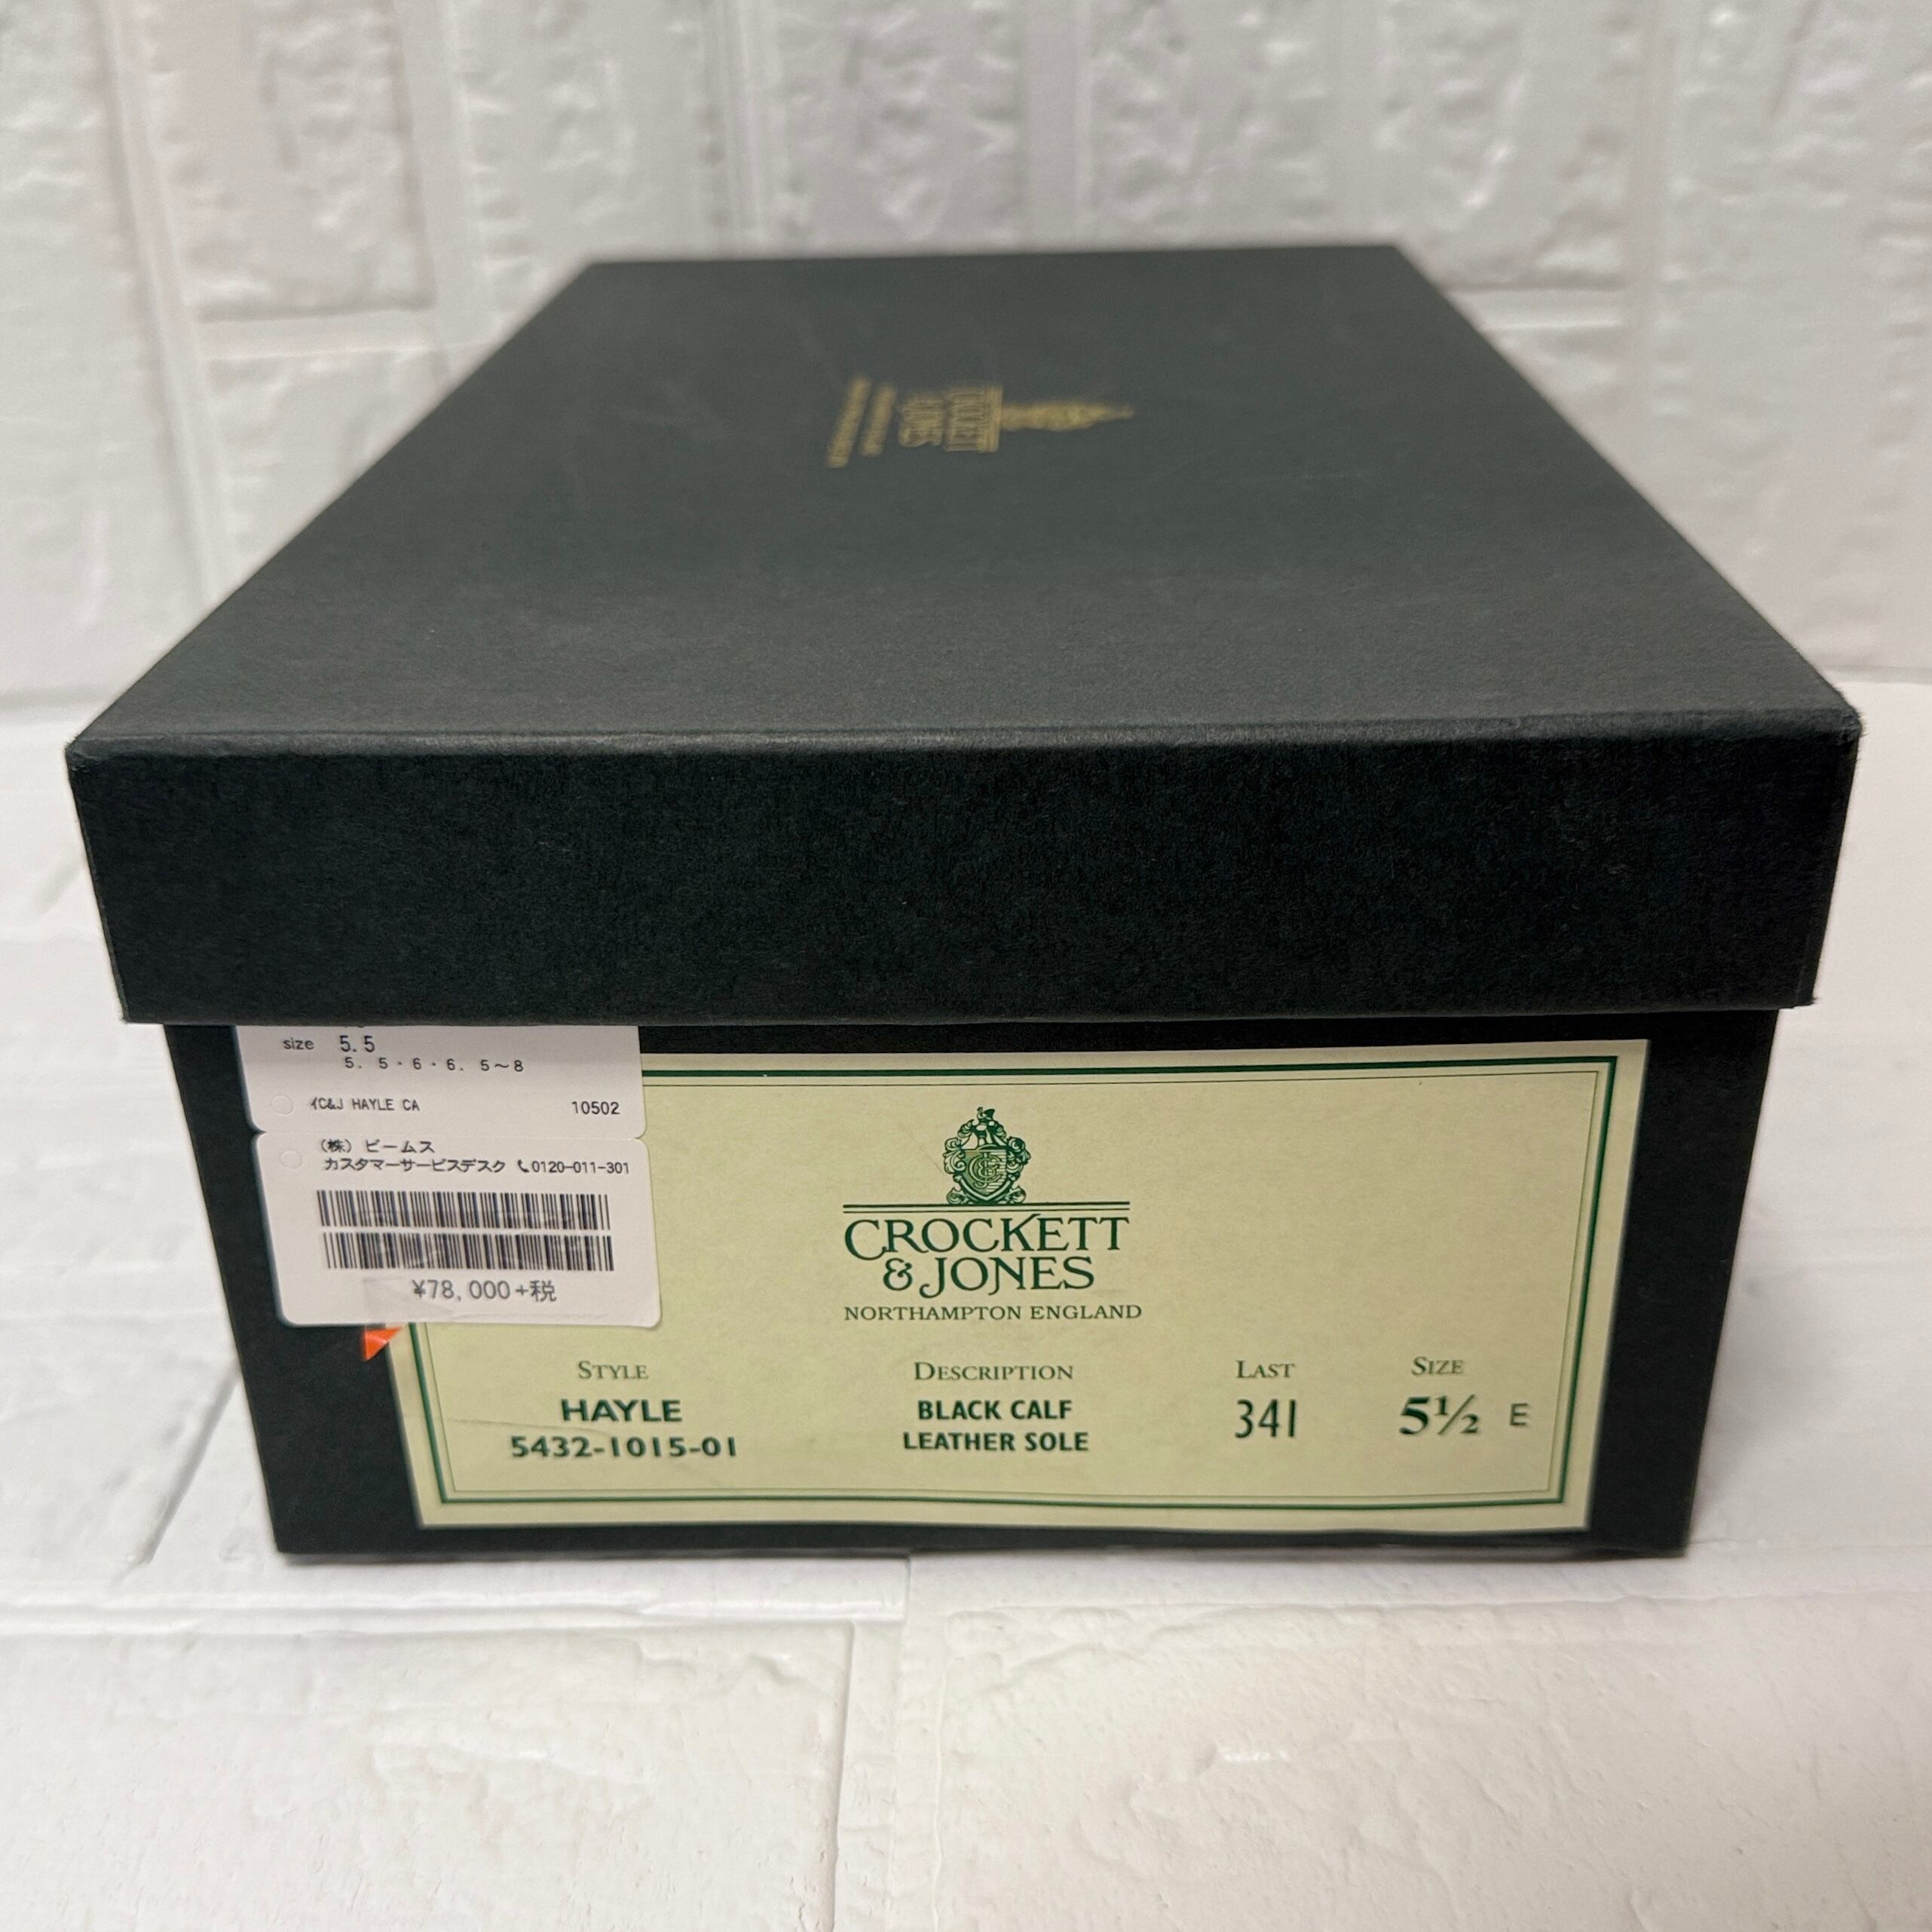 CROCKETT
& JONES
size 5.5
5. 5・6・6. 5～8
イC&J HAYLE CA 10502
(株) ビームス
カスタマーサービスデスク 0120-011-301
¥78,000+税
CROCKETT
& JONES
NORTHAMPTON ENGLAND
STYLE DESCRIPTION LAST SIZE
HAYLE BLACK CALF 341 5½ E
5432-1015-01 LEATHER SOLE